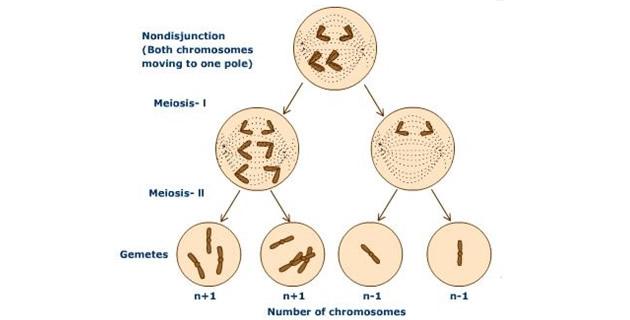 Nondisjunction
(Both chromosomes
moving to one pole)
Meiosis- I
Meiosis- II
Gemetes
n+1 n+1 n-1 n-1
Number of chromosomes